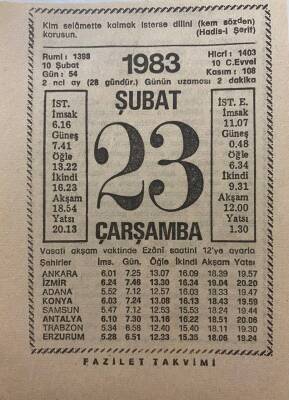 Kim selâmette kalmak isterse dilini (kem sözden)
korusun. (Hadis-i Şerif)
Rumî : 1398
10 Şubat
Gün : 54
2 nci ay (28 gündür.) Günün uzaması 2 dakika
1983
Hicrî : 1403
10 C.Evvel
Kasım : 108
ŞUBAT
23
ÇARŞAMBA
İST.
İmsak
6.16
Güneş
7.41
Öğle
13.22
İkindi
16.23
Akşam
18.54
Yatsı
20.13
İST. E.
İmsak
11.07
Güneş
0.48
Öğle
6.34
İkindi
9.31
Akşam
12.00
Yatsı
1.30
Vasati akşam vaktinde Ezânî saatini 12'ye ayarla
Şehirler İms. Gün. Öğle İkindi Akşam Yatsı
ANKARA 6.01 7.25 13.07 16.09 18.39 19.57
İZMİR 6.24 7.46 13.30 16.34 19.04 20.20
ADANA 5.52 7.12 12.57 16.03 18.33 19.47
KONYA 6.03 7.24 13.08 16.13 18.43 19.59
SAMSUN 5.47 7.12 12.53 15.53 18.23 19.44
ANTALYA 6.10 7.30 13.16 16.22 18.51 20.06
TRABZON 5.34 6.58 12.40 15.40 18.11 19.30
ERZURUM 5.28 6.51 12.33 15.35 18.06 19.24
FAZİLET TAKVİMİ